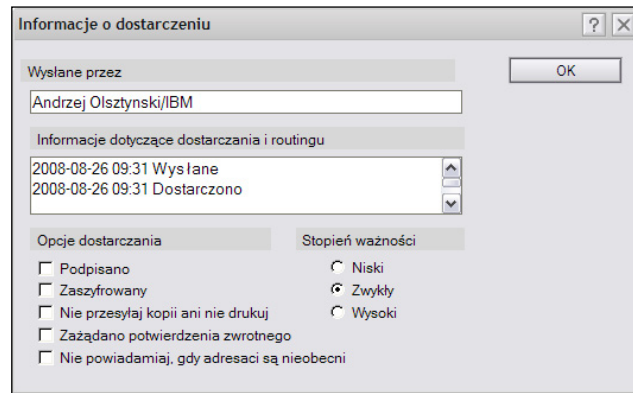 Informacje o dostarczeniu
Wysłane przez
OK
Andrzej Olsztynski/IBM
Informacje dotyczące dostarczania i routingu
2008-08-26 09:31 Wysłane
2008-08-26 09:31 Dostarczono
Opcje dostarczania
Stopień ważności
Podpisano
Niski
Zaszyfrowany
Zwykły
Nie przesyłaj kopii ani nie drukuj
Wysoki
Zażądano potwierdzenia zwrotnego
Nie powiadamiaj, gdy adresaci są nieobecni